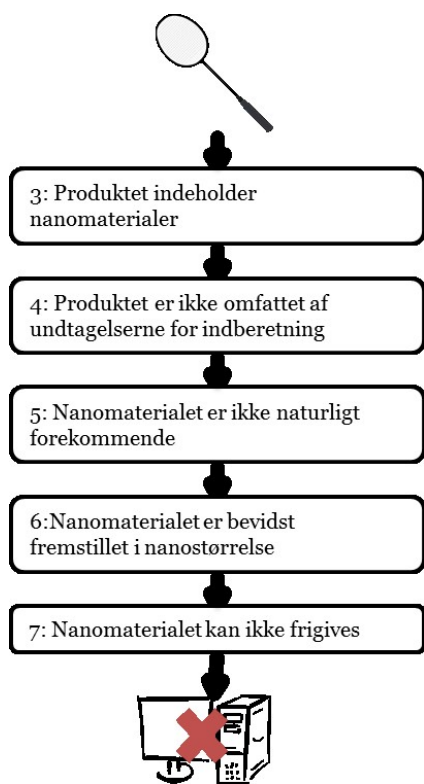 3: Produktet indeholder
nanomaterialer
4: Produktet er ikke omfattet af
undtagelserne for indberetning
5: Nanomaterialet er ikke naturligt
forekommende
6:Nanomaterialet er bevidst
fremstillet i nanostørrelse
7: Nanomaterialet kan ikke frigives